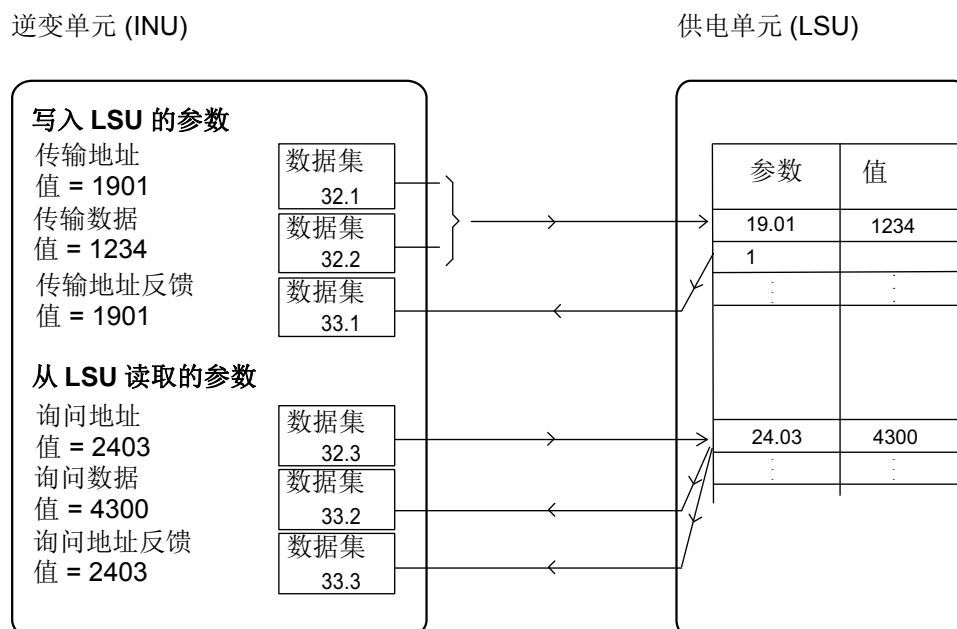 逆变单元 (INU)
供电单元 (LSU)
写入 LSU 的参数
传输地址
值 = 1901
数据集
32.1
传输数据
值 = 1234
数据集
32.2
传输地址反馈
值 = 1901
数据集
33.1
从 LSU 读取的参数
询问地址
值 = 2403
数据集
32.3
询问数据
值 = 4300
数据集
33.2
询问地址反馈
值 = 2403
数据集
33.3
参数 值
19.01 1234
1
24.03 4300